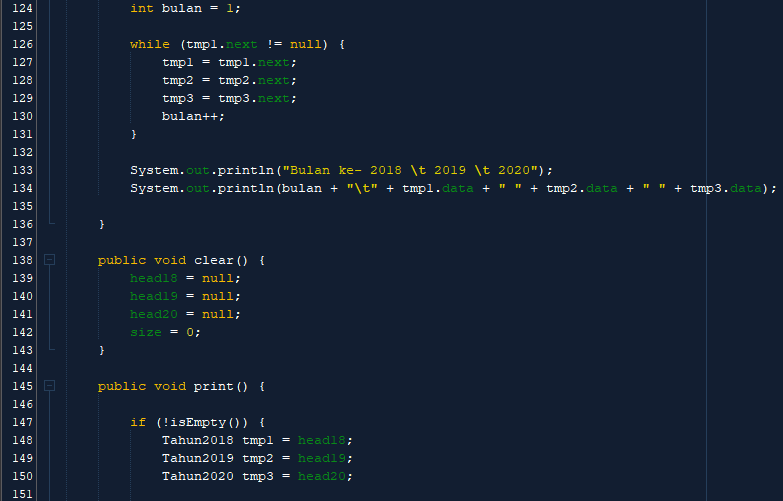 124 int bulan = 1;
125
126 while (tmp1.next != null) {
127 tmp1 = tmp1.next;
128 tmp2 = tmp2.next;
129 tmp3 = tmp3.next;
130 bulan++;
131 }
132
133 System.out.println("Bulan ke- 2018 \t 2019 \t 2020");
134 System.out.println(bulan + "\t" + tmp1.data + " " + tmp2.data + " " + tmp3.data);
135
136 }
137
138 public void clear() {
139 head18 = null;
140 head19 = null;
141 head20 = null;
142 size = 0;
143 }
144
145 public void print() {
146
147 if (!isEmpty()) {
148 Tahun2018 tmp1 = head18;
149 Tahun2019 tmp2 = head19;
150 Tahun2020 tmp3 = head20;
151